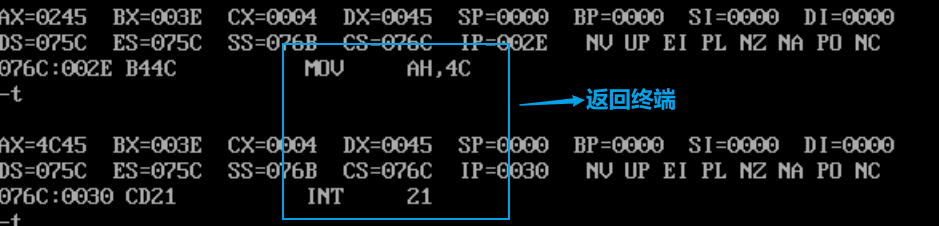 AX=0245 BX=003E CX=0004 DX=0045 SP=0000 BP=0000 SI=0000 DI=0000
DS=075C ES=075C SS=076B CS=076C IP=002E NV UP EI PL NZ NA PO NC
076C:002E B44C MOV AH,4C
-t
返回终端
AX=4C45 BX=003E CX=0004 DX=0045 SP=0000 BP=0000 SI=0000 DI=0000
DS=075C ES=075C SS=076B CS=076C IP=0030 NV UP EI PL NZ NA PO NC
076C:0030 CD21 INT 21
-t